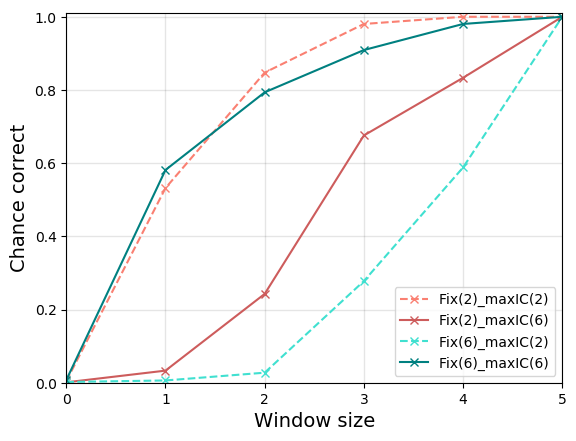 1.0
0.8
0.6
0.4
0.2
0.0
Chance correct
0 1 2 3 4 5
Window size
Fix(2)_maxIC(2)
Fix(2)_maxIC(6)
Fix(6)_maxIC(2)
Fix(6)_maxIC(6)